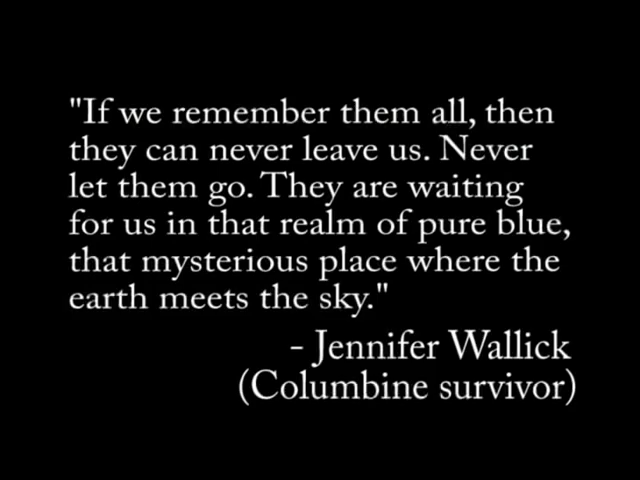 "If we remember them all, then
they can never leave us. Never
let them go. They are waiting
for us in that realm of pure blue,
that mysterious place where the
earth meets the sky."
- Jennifer Wallick
(Columbine survivor)